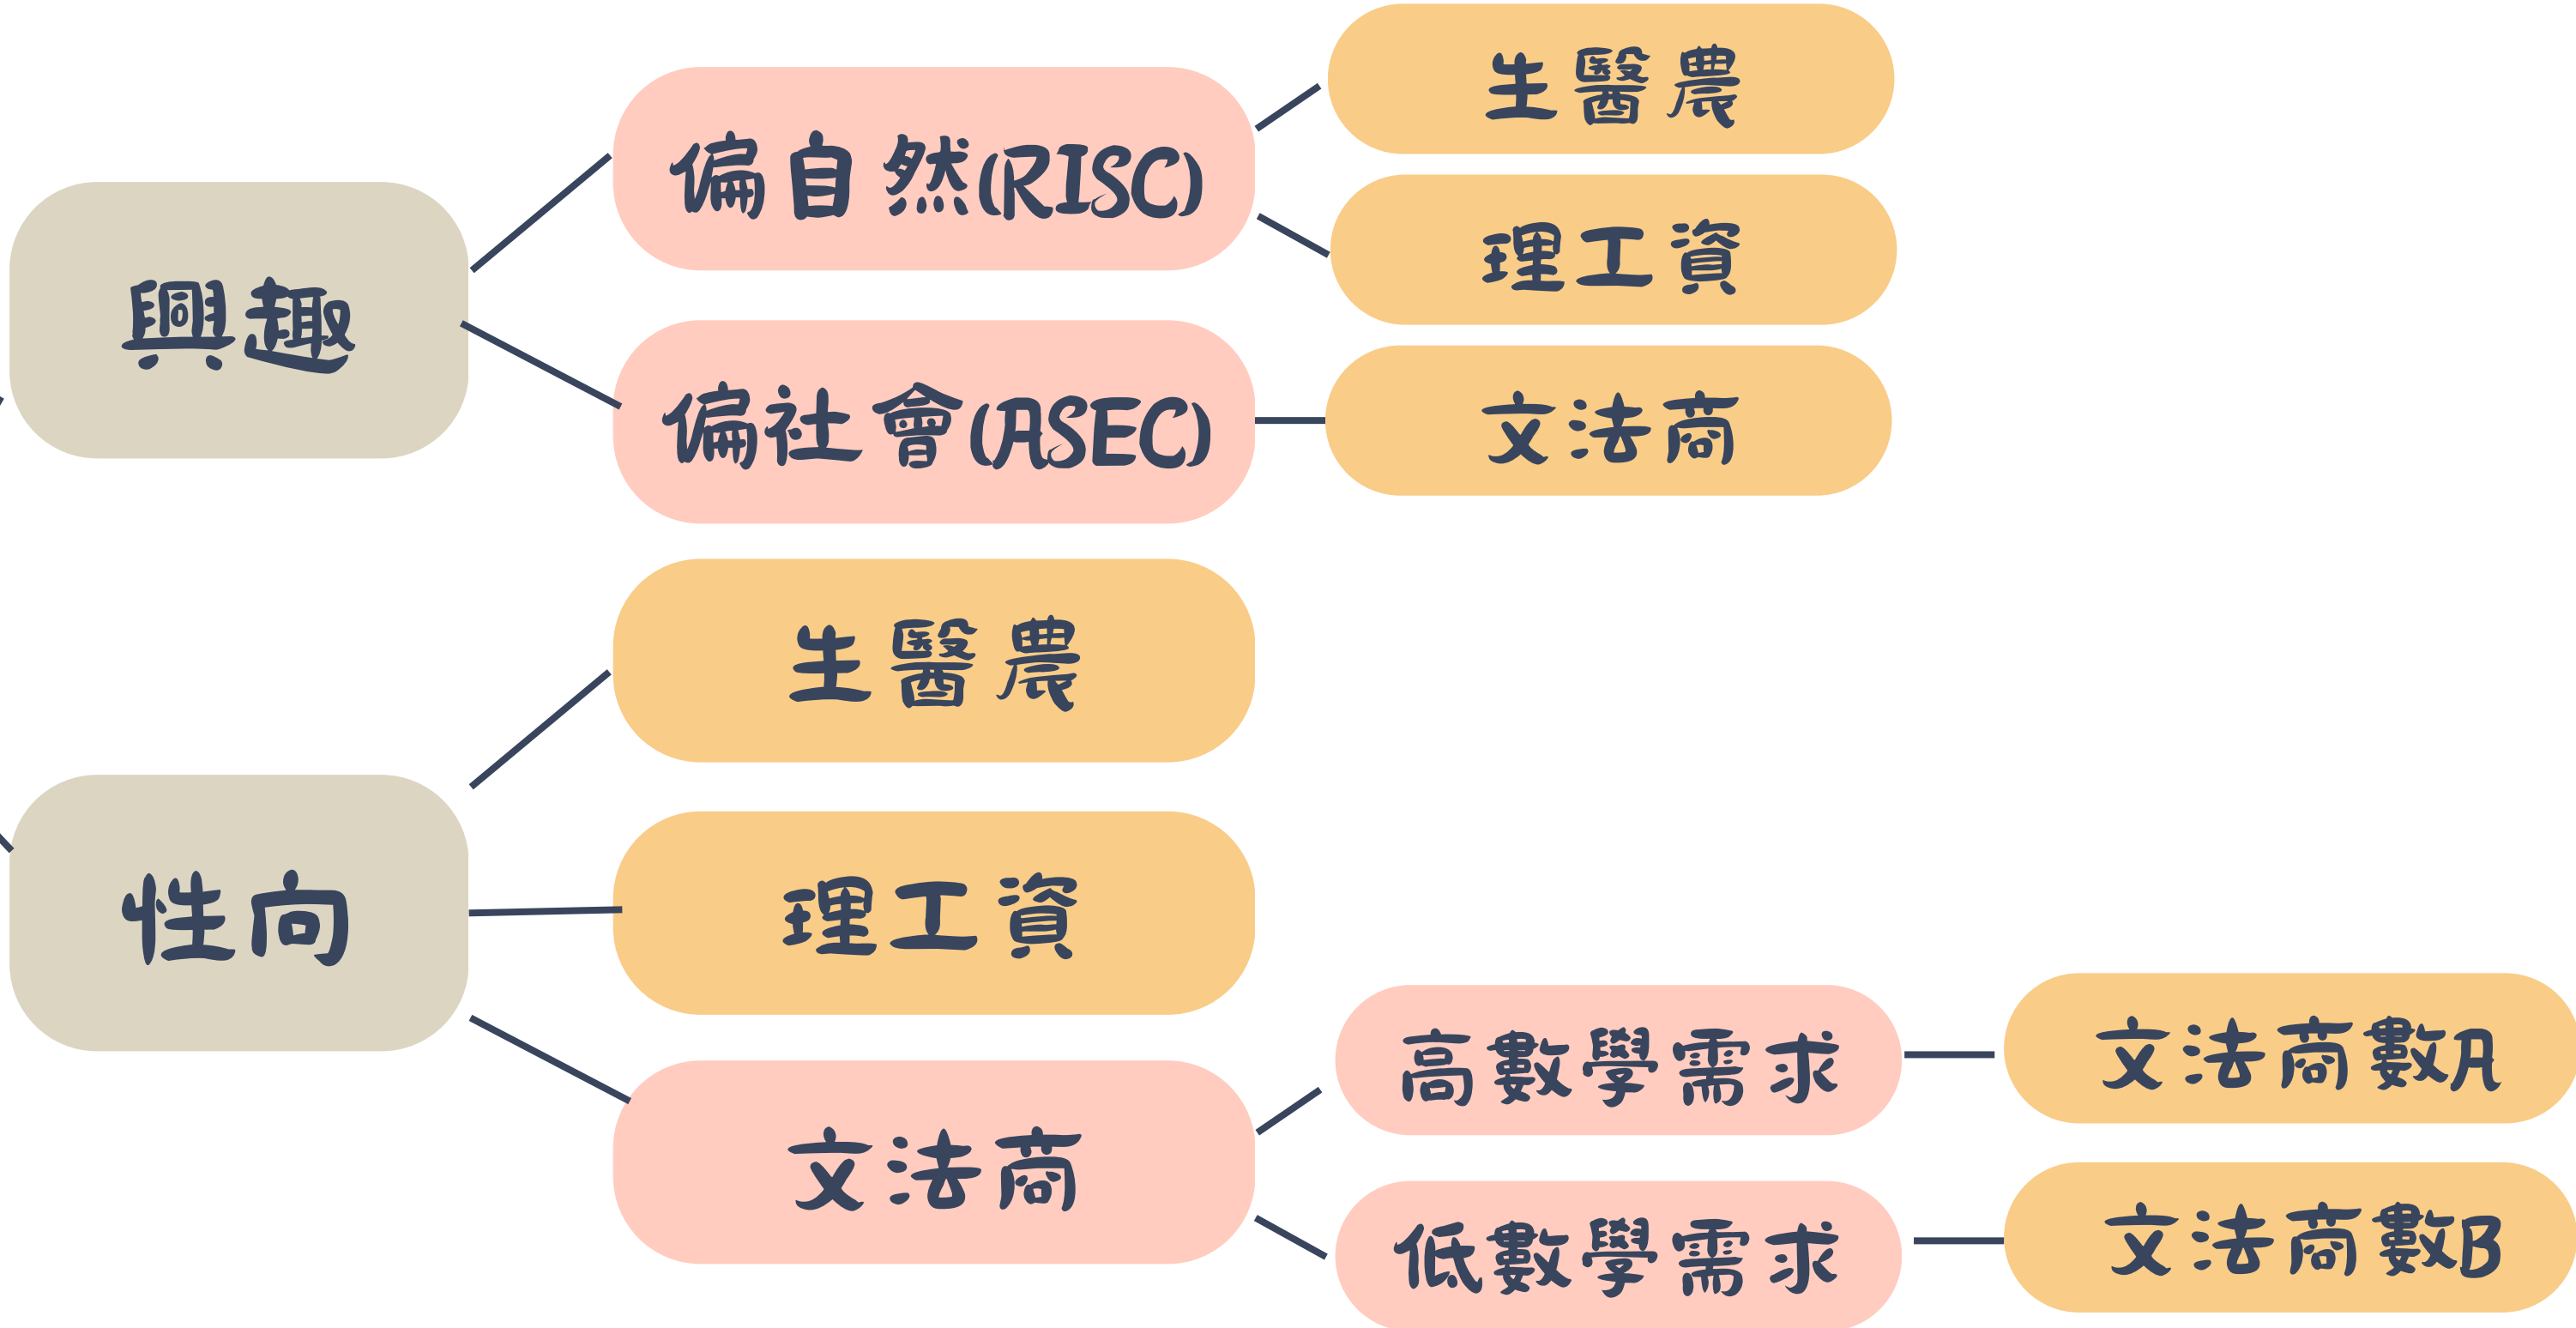 興趣
偏自然(RISC)
生醫農
理工資
偏社會(ASEC)
文法商
性向
生醫農
理工資
文法商
高數學需求
文法商數A
低數學需求
文法商數B